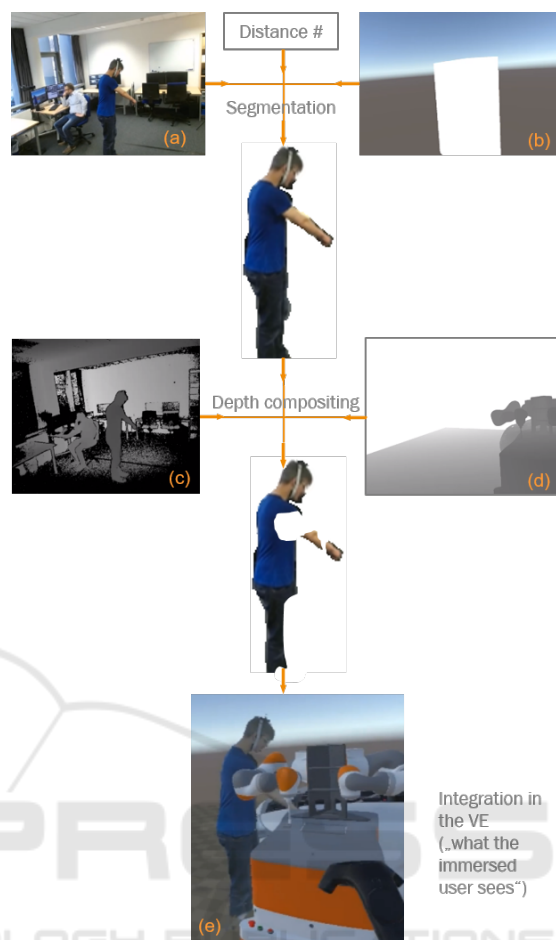 Distance #
(a)
Segmentation
(b)
Depth compositing
(c)
(d)
Integration in
the VE
(„what the
immersed
user sees“)
(e)